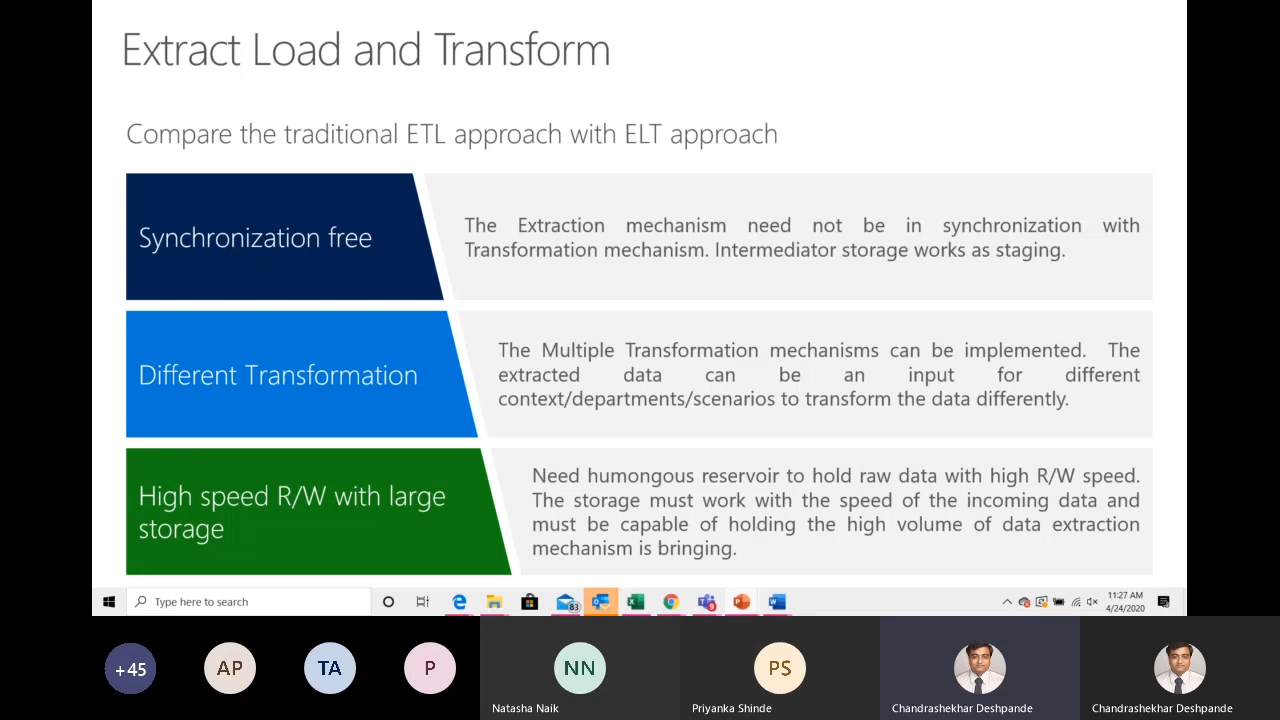 Extract Load and Transform
Compare the traditional ETL approach with ELT approach
Synchronization free
The Extraction mechanism need not be in synchronization with
Transformation mechanism. Intermediator storage works as staging.
Different Transformation
The Multiple Transformation mechanisms can be implemented. The
extracted data can be an input for different
context/departments/scenarios to transform the data differently.
High speed R/W with large
storage
Need humongous reservoir to hold raw data with high R/W speed.
The storage must work with the speed of the incoming data and
must be capable of holding the high volume of data extraction
mechanism is bringing.
Type here to search
83
11:27 AM
4/24/2020
+45
AP
TA
P
NN
PS
Natasha Naik
Priyanka Shinde
Chandrashekhar Deshpande
Chandrashekhar Deshpande